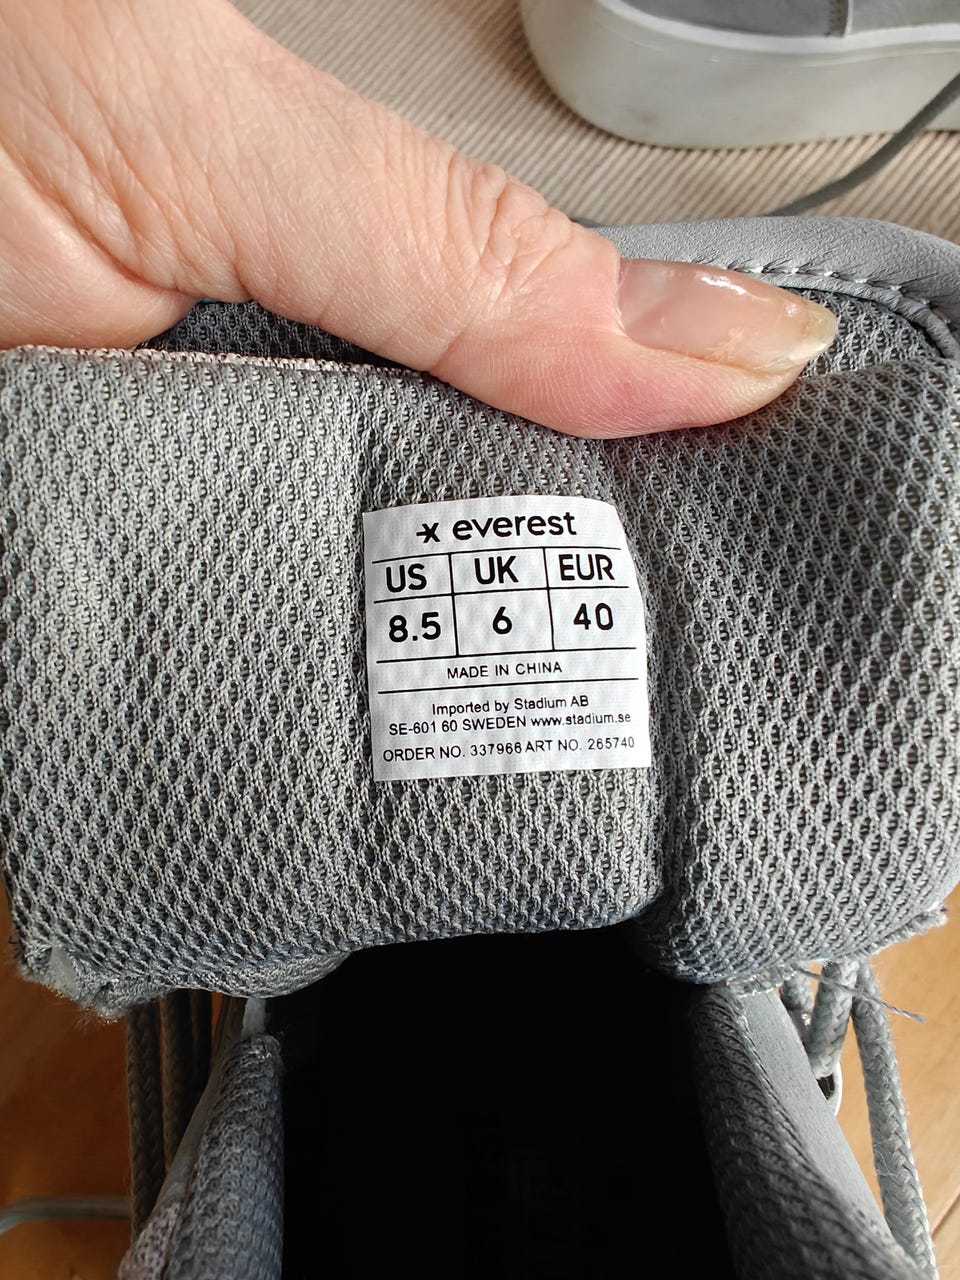 everest
US UK EUR
8.5 6 40
MADE IN CHINA
Imported by Stadium AB
SE-601 60 SWEDEN www.stadium.se
ORDER NO. 337966 ART NO. 265740